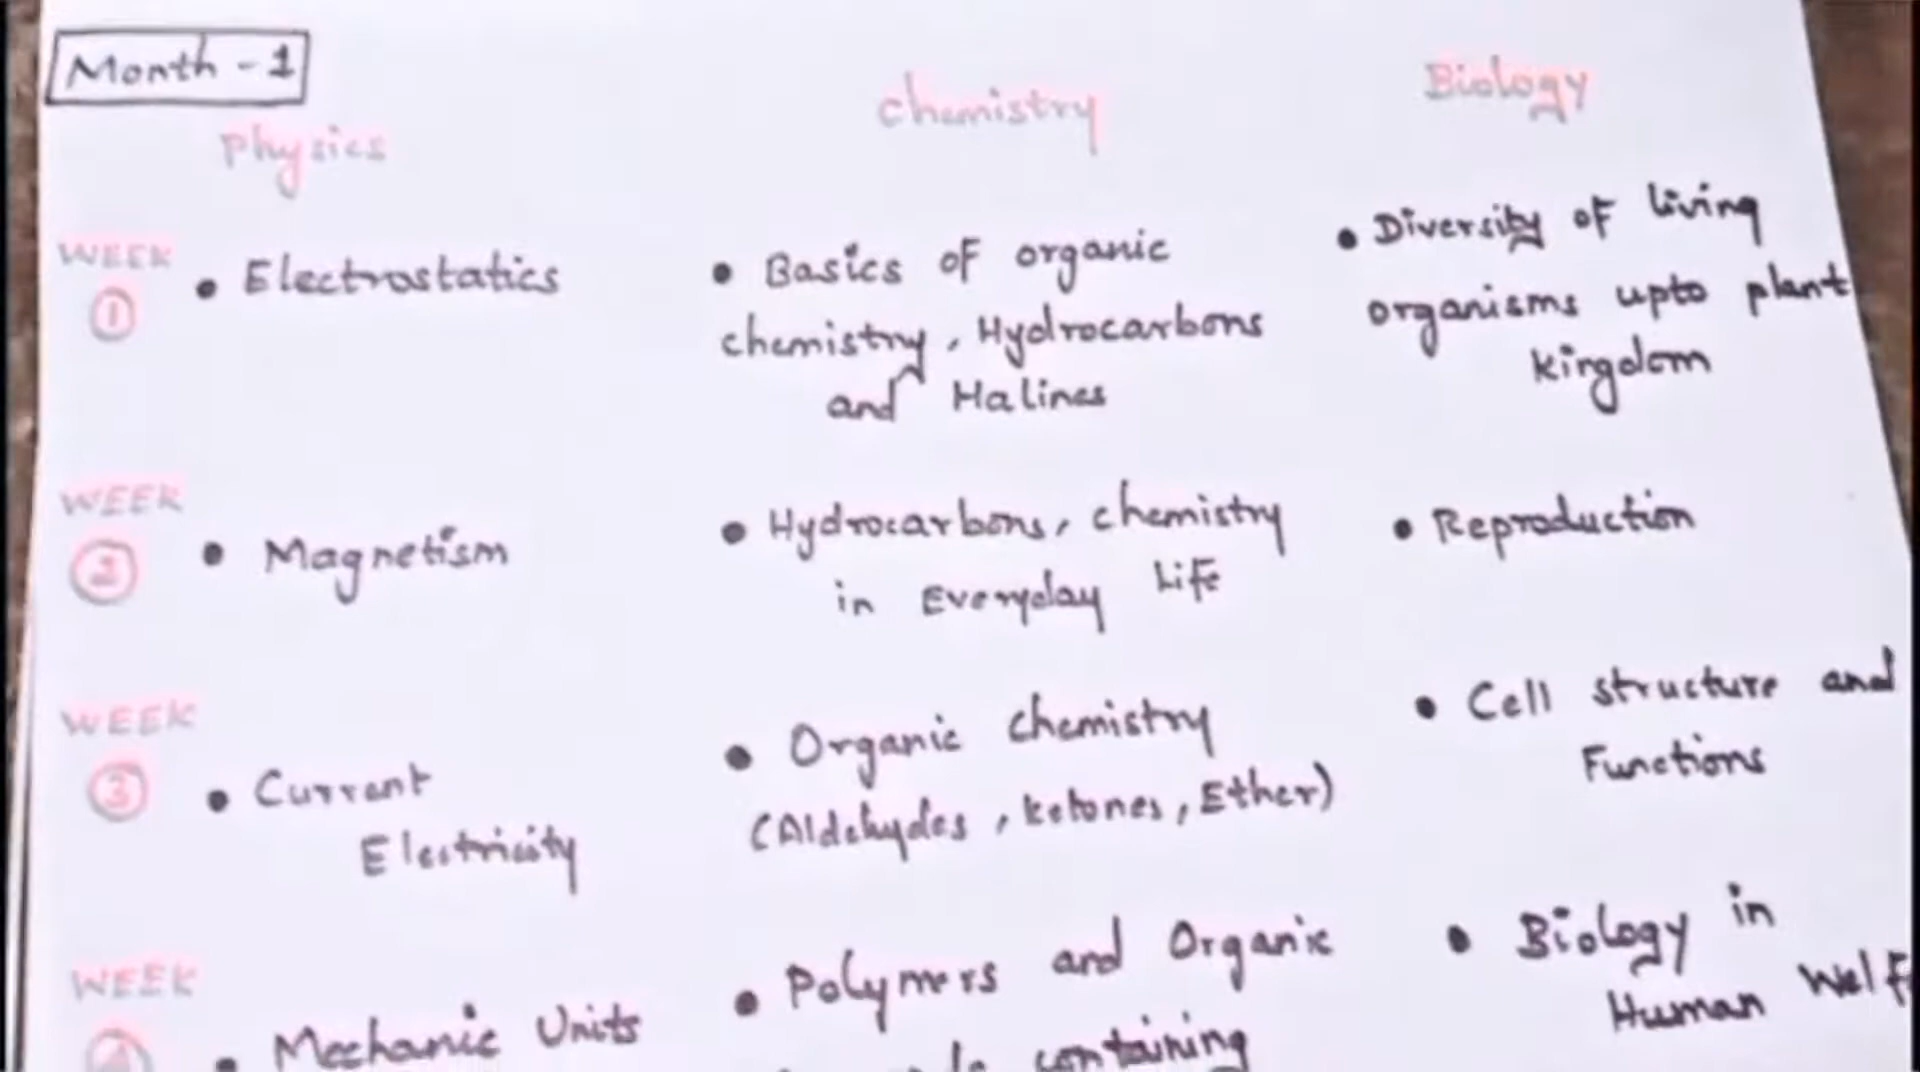 Month - 1
Physics
chemistry
Biology
WEEK
1
• Electrostatics
• Basics of organic
chemistry, Hydrocarbons
and Halines
• Diversity of living
organisms upto plant
kingdom
WEEK
2
• Magnetism
• Hydrocarbons, chemistry
in Everyday Life
• Reproduction
WEEK
3
• Current
Electricity
• Organic chemistry
(Aldehydes, ketones, Ether)
• Cell structure and
Functions
WEEK
4
• Mechanic Units
• Polymers and Organic
containing
• Biology in
Human Welf